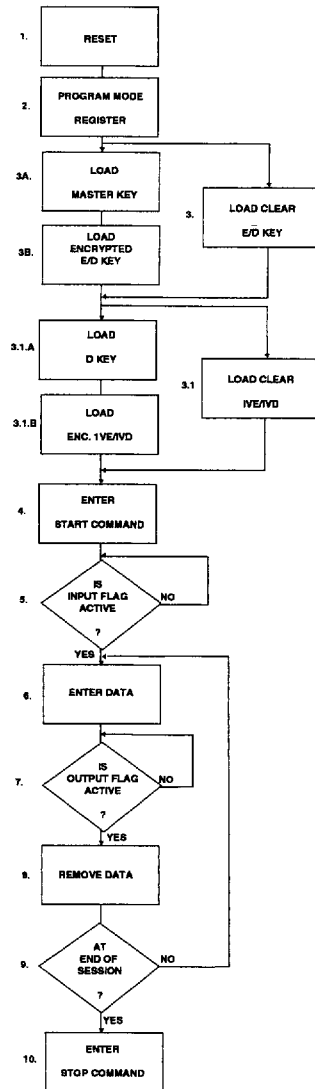 1.
RESET
2.
PROGRAM MODE
REGISTER
3A.
LOAD
MASTER KEY
3.
LOAD CLEAR
E/D KEY
3B.
LOAD
ENCRYPTED
E/D KEY
3.1.A
LOAD
D KEY
3.1
LOAD CLEAR
IVE/IVD
3.1.B
LOAD
ENC. 1VE/IVD
4.
ENTER
START COMMAND
5.
IS
INPUT FLAG
ACTIVE
?
NO
YES
6.
ENTER DATA
7.
IS
OUTPUT FLAG
ACTIVE
?
NO
YES
8.
REMOVE DATA
9.
AT
END OF
SESSION
?
NO
YES
10.
ENTER
STOP COMMAND